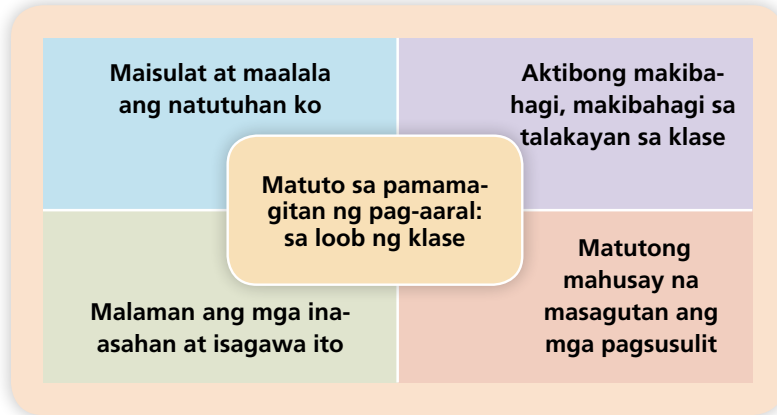 Maisulat at maalala
ang natutuhan ko
Aktibong makiba-
hagi, makibahagi sa
talakayan sa klase
Matuto sa pamama-
gitan ng pag-aaral:
sa loob ng klase
Malaman ang mga ina-
asahan at isagawa ito
Matutong
mahusay na
masagutan ang
mga pagsusulit